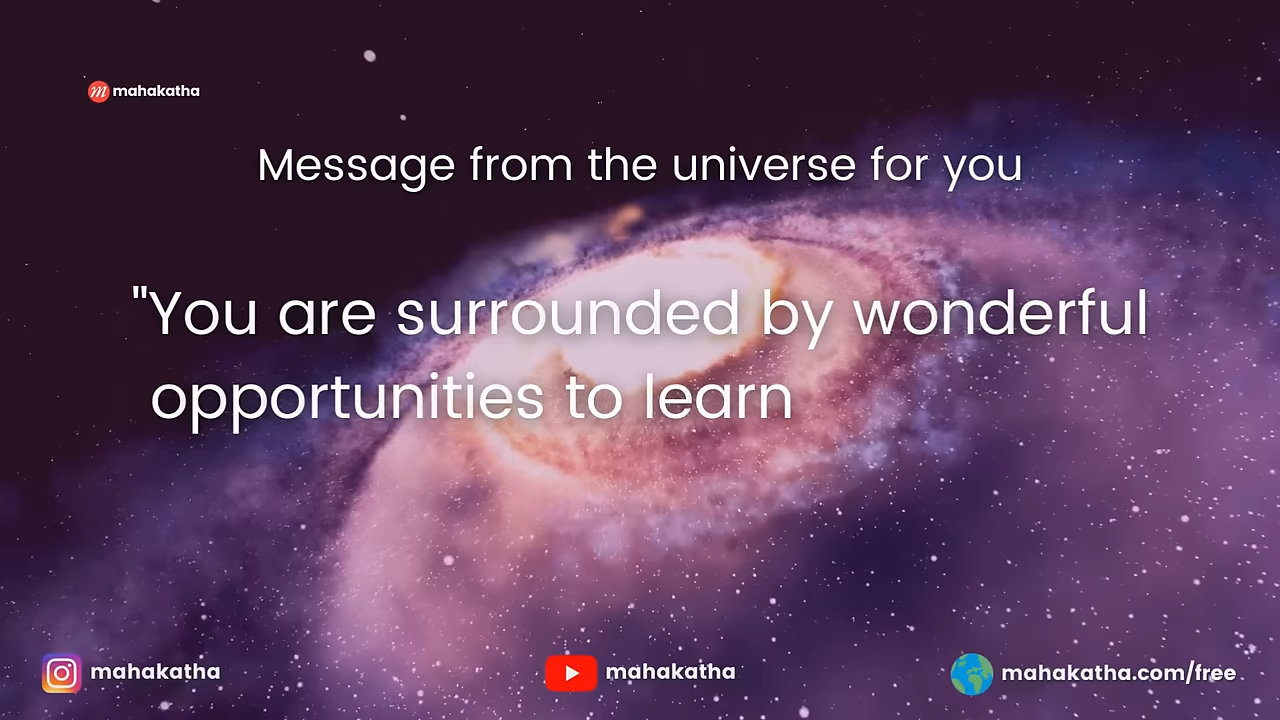 mahakatha
Message from the universe for you
"You are surrounded by wonderful
opportunities to learn
mahakatha
mahakatha
mahakatha.com/free